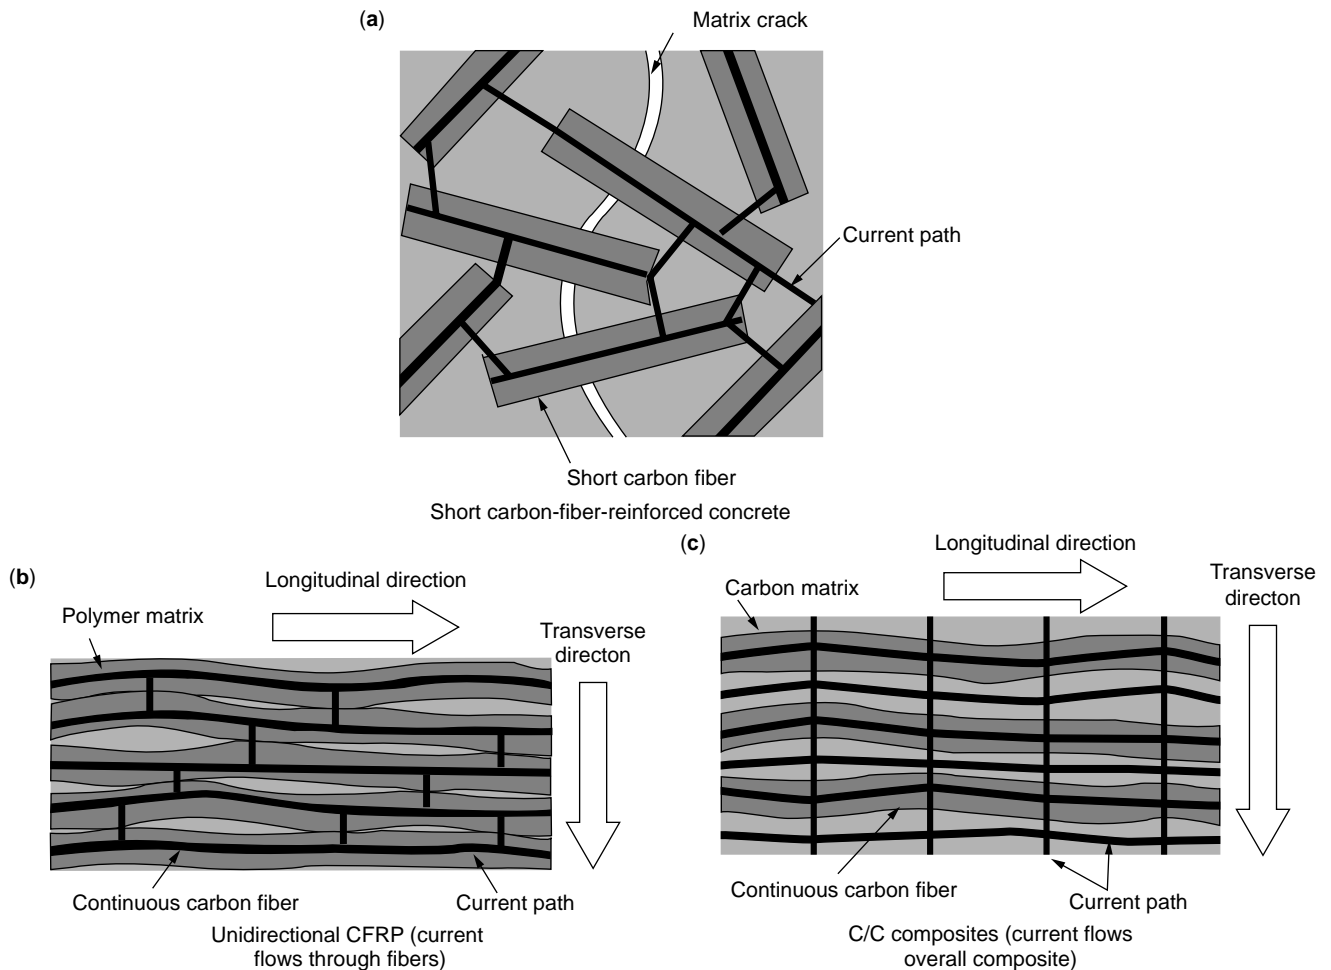 (a)
Matrix crack
Current path
Short carbon fiber
Short carbon-fiber-reinforced concrete
(b)
Longitudinal direction
Polymer matrix
Transverse
directon
Continuous carbon fiber
Current path
Unidirectional CFRP (current
flows through fibers)
(c)
Longitudinal direction
Carbon matrix
Transverse
directon
Continuous carbon fiber
Current path
C/C composites (current flows
overall composite)